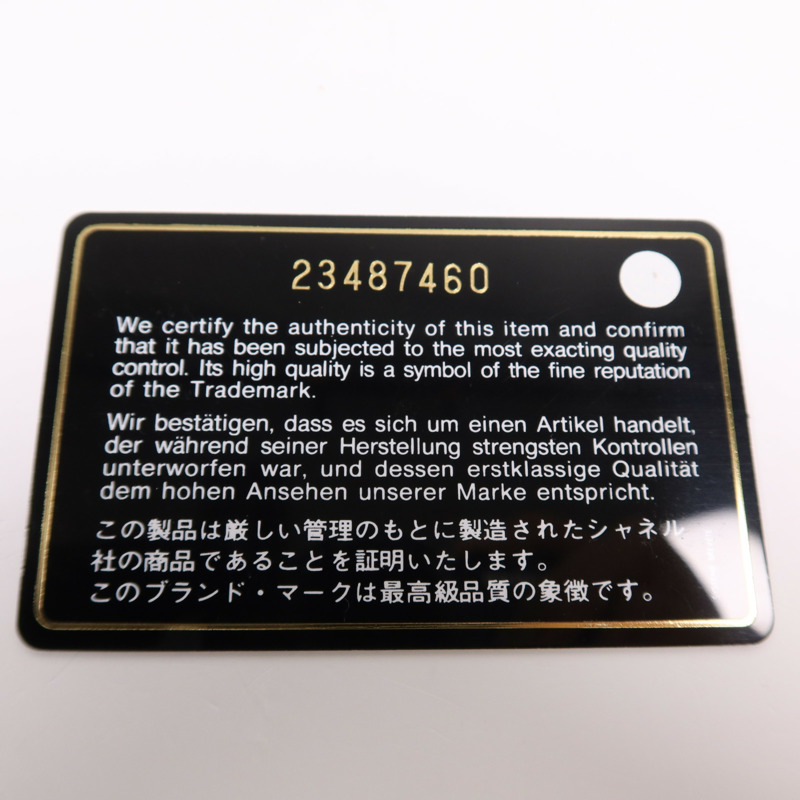 23487460
We certify the authenticity of this item and confirm
that it has been subjected to the most exacting quality
control. Its high quality is a symbol of the fine reputation
of the Trademark.
Wir bestätigen, dass es sich um einen Artikel handelt,
der während seiner Herstellung strengsten Kontrollen
unterworfen war, und dessen erstklassige Qualität
dem hohen Ansehen unserer Marke entspricht.
この製品は厳しい管理のもとに製造されたシャネル
社の商品であることを証明いたします。
このブランド・マークは最高級品質の象徴です。